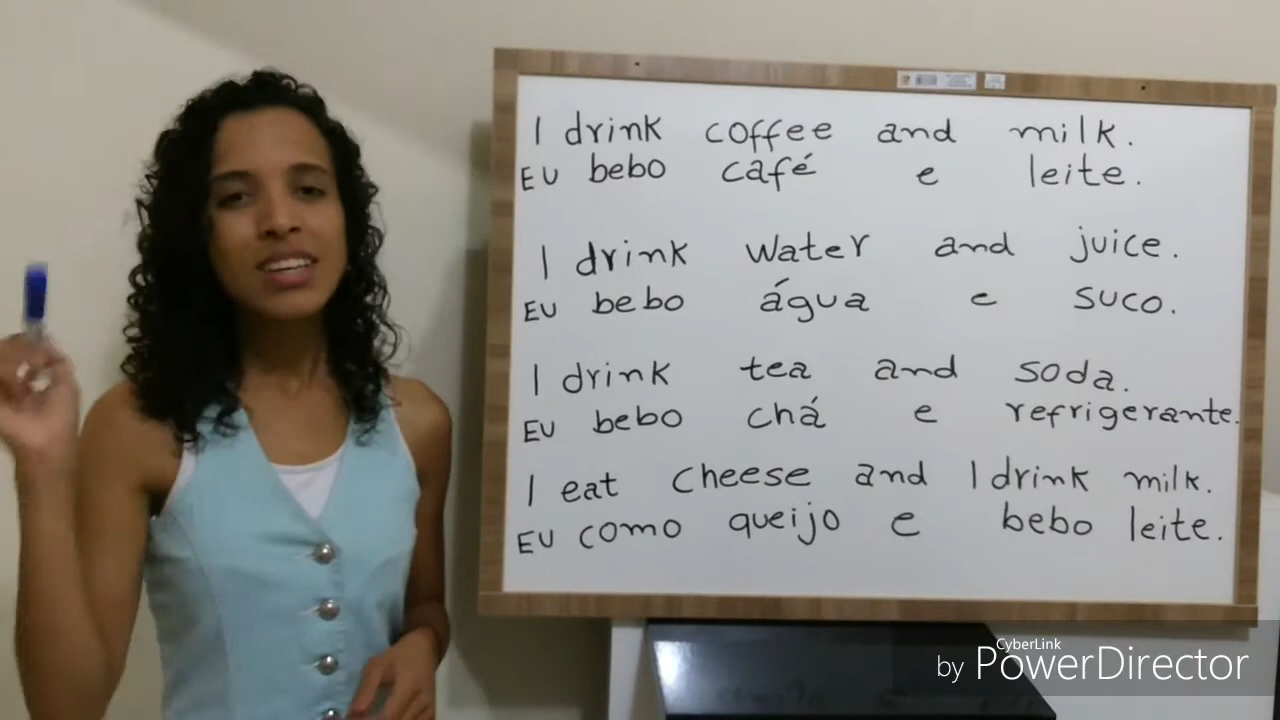 I drink coffee and milk.
EU bebo café e leite.
I drink water and juice.
EU bebo água e suco.
I drink tea and soda.
EU bebo chá e refrigerante.
I eat cheese and I drink milk.
EU como queijo e bebo leite.
by CyberLink PowerDirector